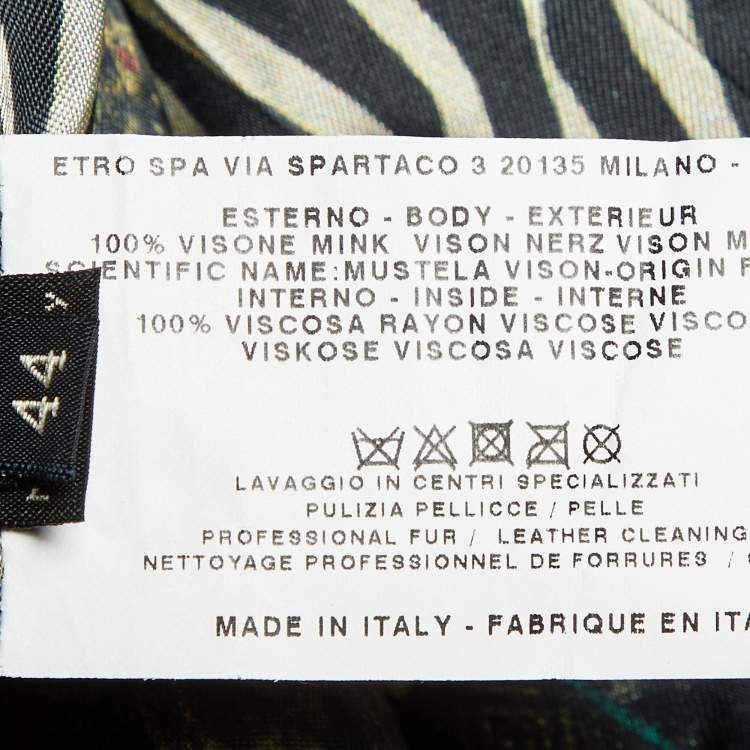 ETRO SPA VIA SPARTACO 3 20135 MILANO -
ESTERNO - BODY - EXTERIEUR
100% VISONE MINK VISON NERZ VISON M
SCIENTIFIC NAME:MUSTELA VISON-ORIGIN F
INTERNO - INSIDE - INTERNE
100% VISCOSA RAYON VISCOSE VISCO
VISKOSE VISCOSA VISCOSE
44
LAVAGGIO IN CENTRI SPECIALIZZATI
PULIZIA PELLICCE / PELLE
PROFESSIONAL FUR / LEATHER CLEANING
NETTOYAGE PROFESSIONNEL DE FORRURES /
MADE IN ITALY - FABRIQUE EN ITA